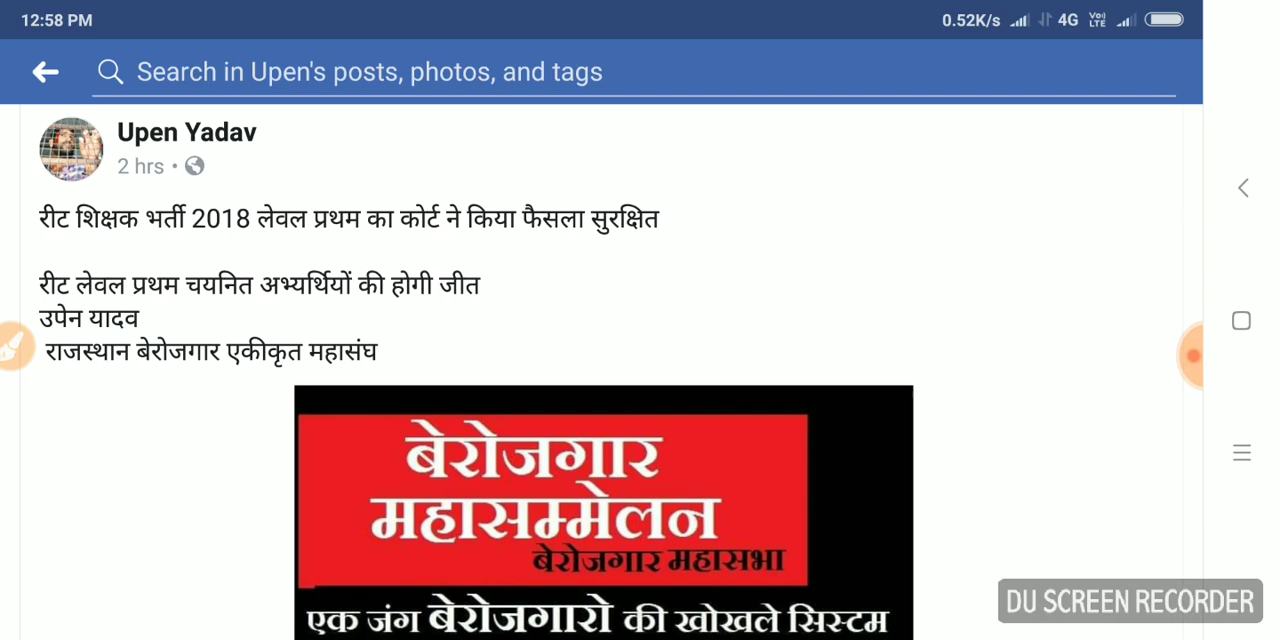 12:58 PM
0.52K/s 4G VoLTE
Search in Upen's posts, photos, and tags
Upen Yadav
2 hrs •
रीट शिक्षक भर्ती 2018 लेवल प्रथम का कोर्ट ने किया फैसला सुरक्षित
रीट लेवल प्रथम चयनित अभ्यर्थियों की होगी जीत
उपेन यादव
राजस्थान बेरोजगार एकीकृत महासंघ
बेरोजगार
महासम्मेलन
बेरोजगार महासभा
एक जंग बेरोजगारो की खोखले सिस्टम
DU SCREEN RECORDER